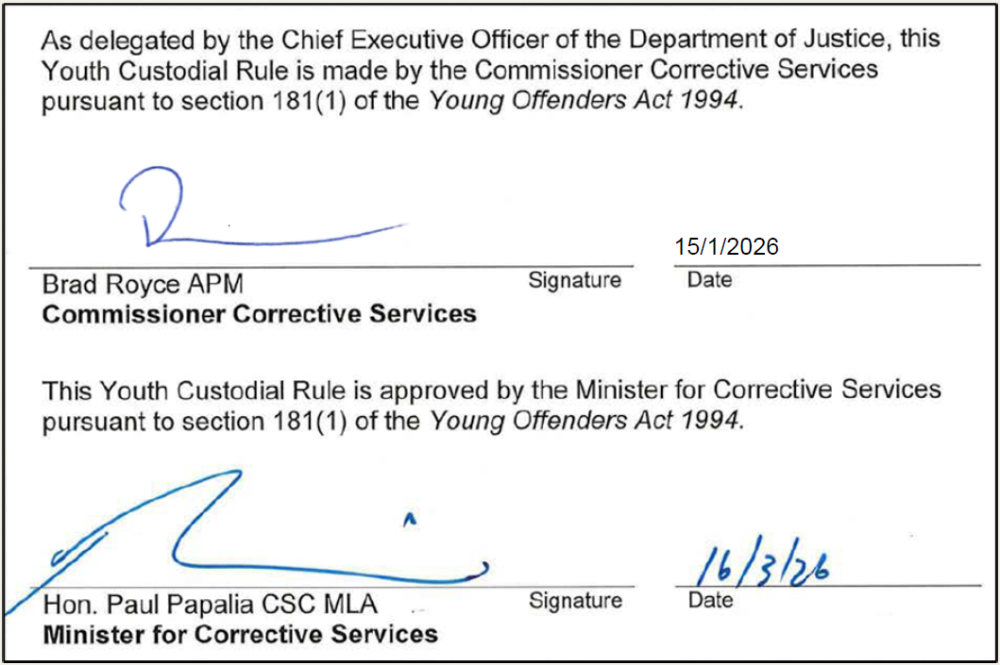 As delegated by the Chief Executive Officer of the Department of Justice, this
Youth Custodial Rule is made by the Commissioner Corrective Services
pursuant to section 181(1) of the Young Offenders Act 1994.
15/1/2026
Brad Royce APM Signature Date
Commissioner Corrective Services
This Youth Custodial Rule is approved by the Minister for Corrective Services
pursuant to section 181(1) of the Young Offenders Act 1994.
16/3/26
Hon. Paul Papalia CSC MLA Signature Date
Minister for Corrective Services